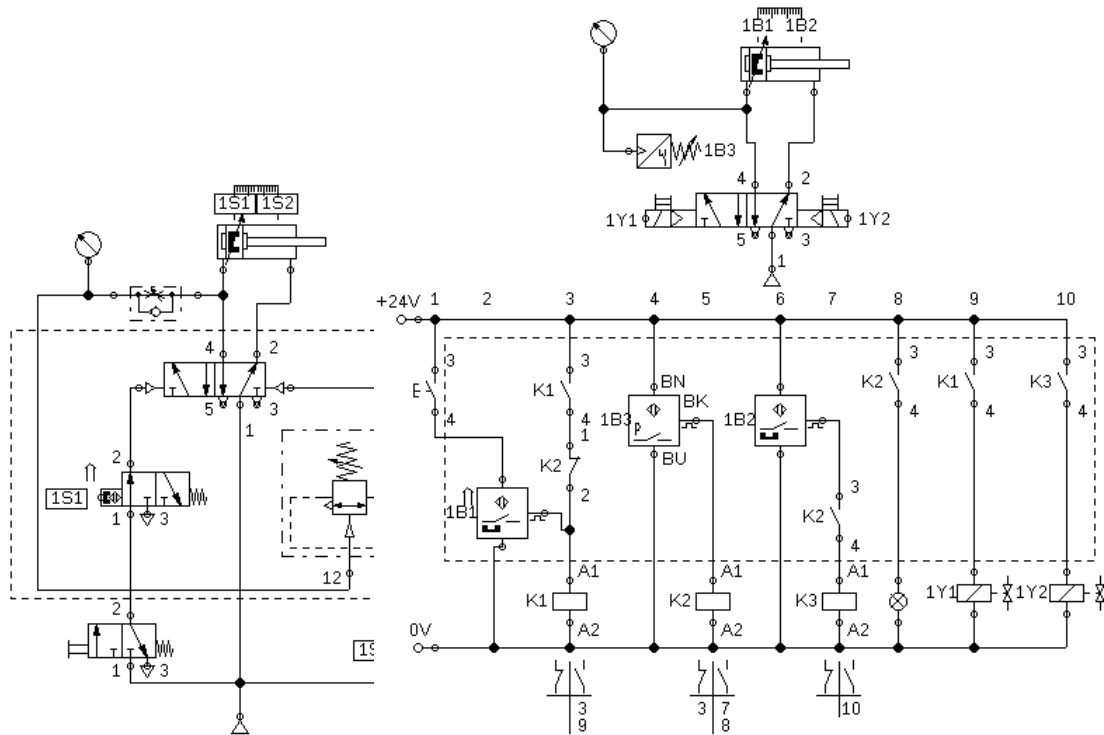 1B1 1B2
1B3
4 2
1Y1 1Y2
5 3
1
1S1 1S2
4 2
5 3
1
2
1S1
1 3
12
2
1 3
1S
+24V 1 2 3 4 5 6 7 8 9 10
3 3 3 3 3
E K1 K2 K1 K3
4 4 4 4 4
BN
BK
1B3 1B2
p
BU
1
K2
2
3
K2
4
1B1
A1 A1 A1
K1 K2 K3 1Y1 1Y2
A2 A2 A2
0V
3 3 7 10
9 8